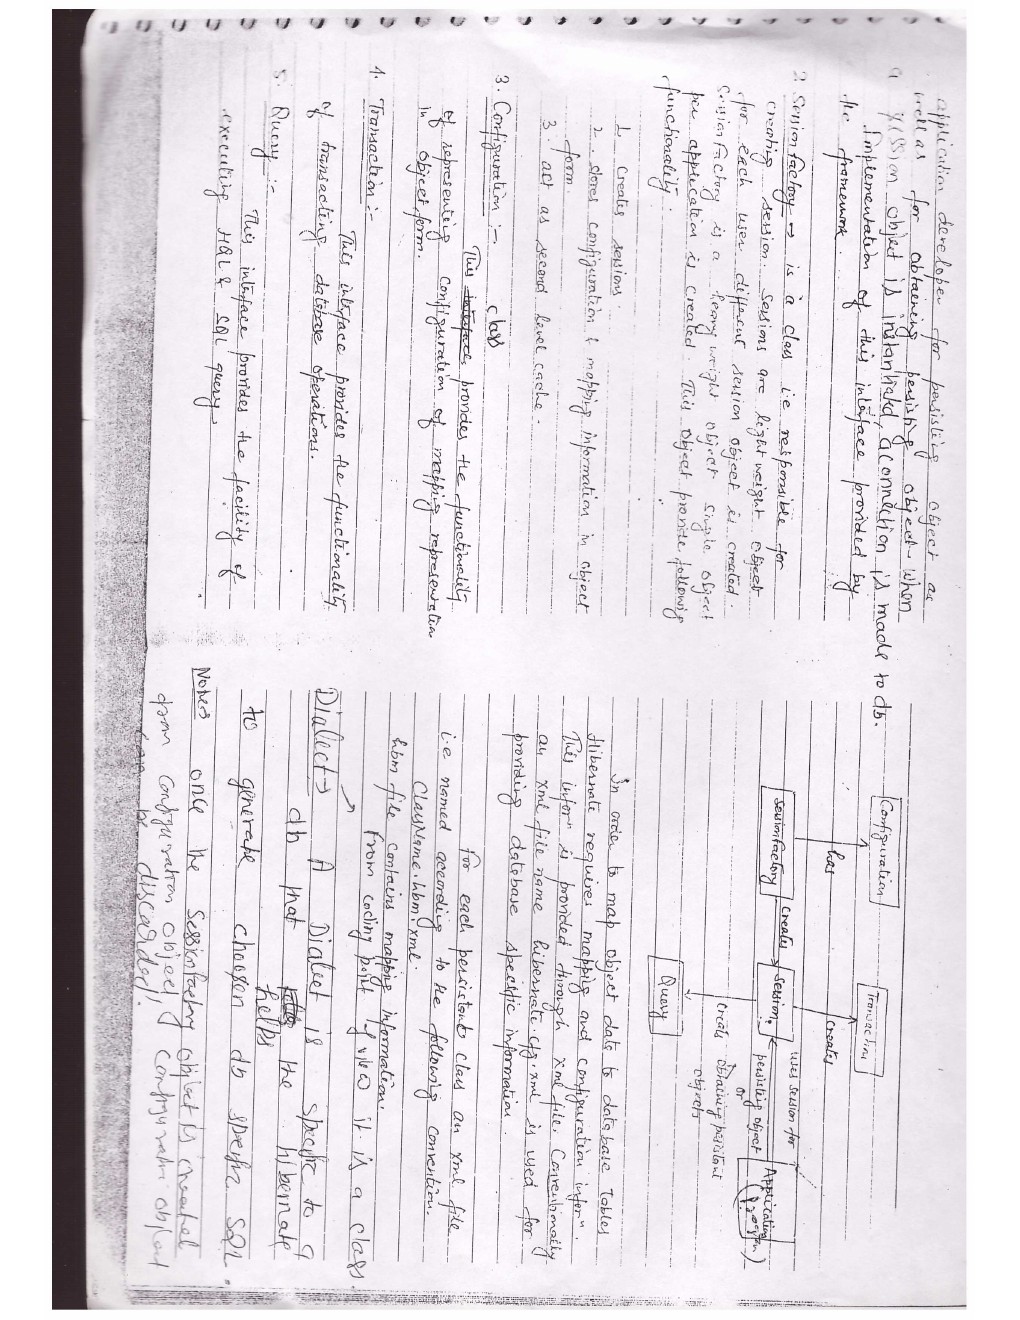 application developer for persisting object as
well as for obtaining persisting object. When
a session object is instantiated, a connection is made to db.
Implementation of this interface provided by
the framework.
2. Session factory → is a class i.e responsible for
creating session. Sessions are light weight object
for each user different session object is created.
Session Factory is a heavy weight object single object
per application is created. This object provide following
functionality.
1. Creates sessions.
2. stores configuration & mapping information in object
form.
3. act as second level cache.
3. Configuration :- class
This interface provides the functionality
of representing configuration of mapping representation
in object form.
4. Transaction :-
This interface provides the functionality
of transacting database operations.
5. Query :-
This interface provides the facility of
executing HQL & SQL query.
Configuration
Transaction
has
creates
Sessionfactory creates Session
uses session for
persisting object
or
obtaining persistent
objects
Application
(Program)
creates
Query
In order to map object data to database Tables
Hibernate requires mapping and configuration inforn.
This inforn is provided through xml file. Conventionally
an xml file name hibernate.cfg.xml is used for
providing database specific information.
For each persistant class an xml file
i.e named according to the following convention.
ClassName.hbm.xml.
hbm file contains mapping information.
From coding point of view it is a class.
Dialect → A Dialect is specific to a
db that helps the hibernate
to generate choosen db specific SQL.
Note → once the Sessionfactory object is created
from configuration object, configuration object
can be discarded.